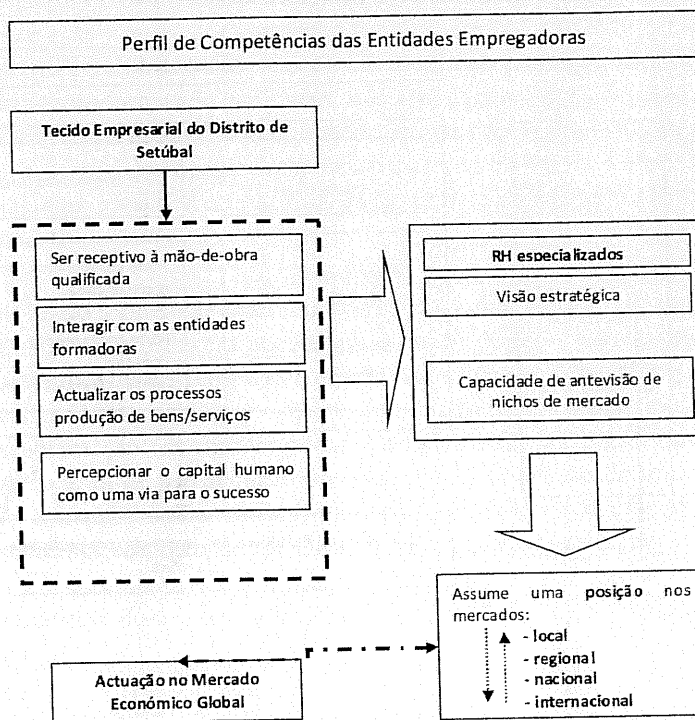 Perfil de Competências das Entidades Empregadoras
Tecido Empresarial do Distrito de
Setúbal
Ser receptivo à mão-de-obra
qualificada
Interagir com as entidades
formadoras
Actualizar os processos
produção de bens/serviços
Percepcionar o capital humano
como uma via para o sucesso
RH especializados
Visão estratégica
Capacidade de antevisão de
nichos de mercado
Assume uma posição nos
mercados:
- local
- regional
- nacional
- internacional
Actuação no Mercado
Económico Global